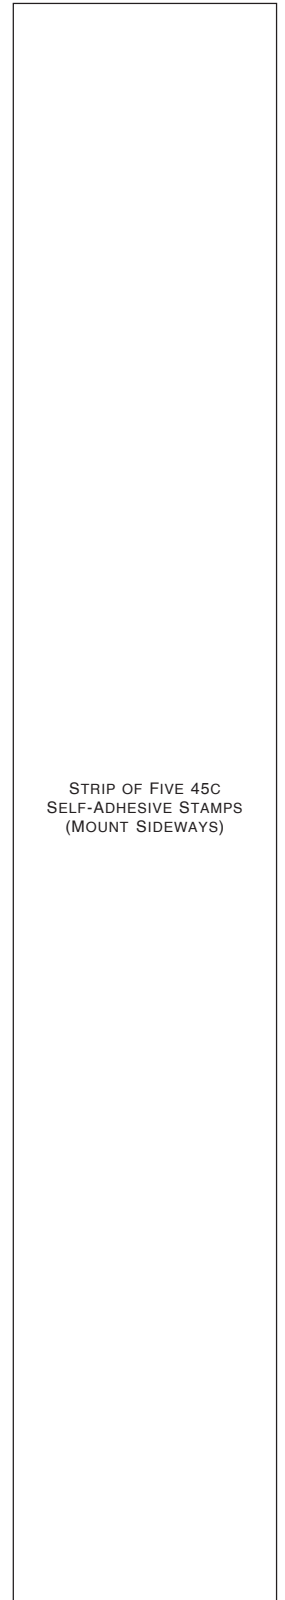 STRIP OF FIVE 45C
SELF-ADHESIVE STAMPS
(MOUNT SIDEWAYS)